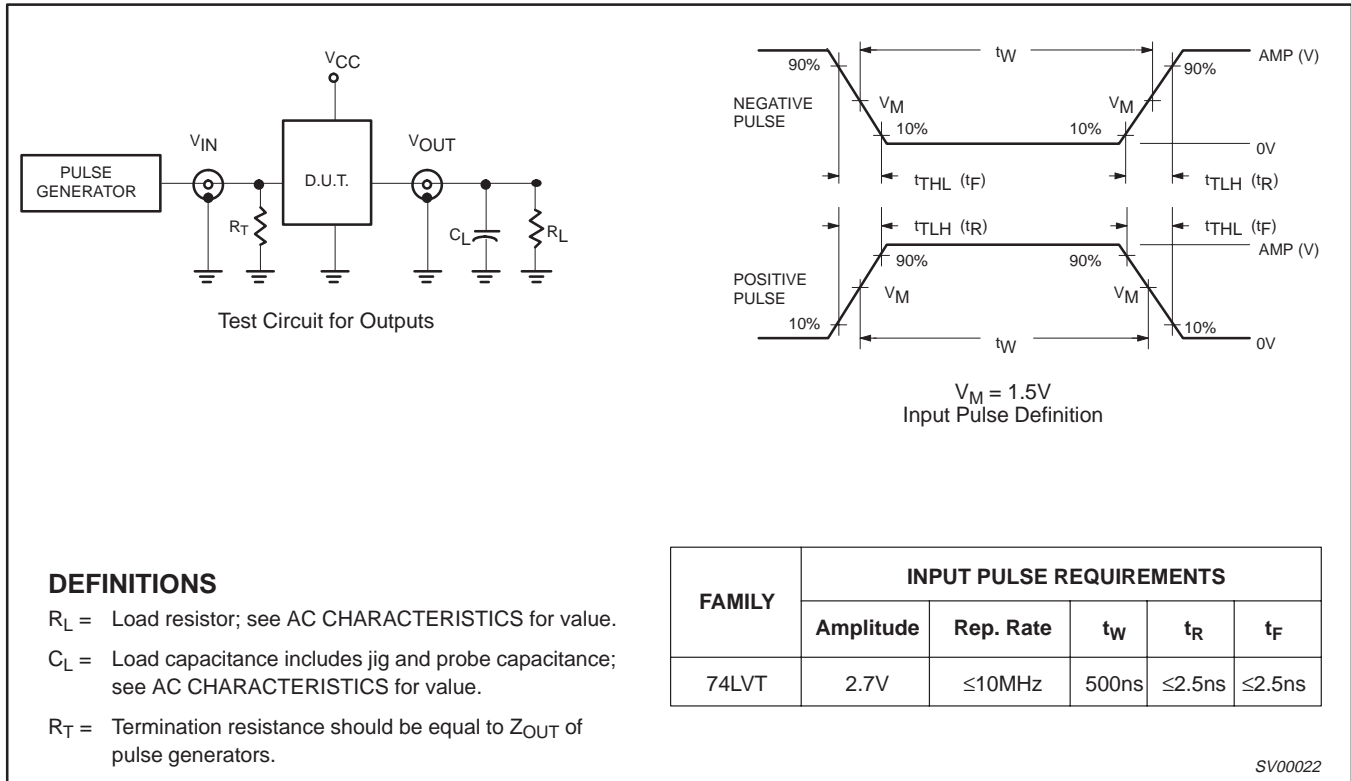 VCC
VIN
VOUT
PULSE
GENERATOR
D.U.T.
RT
CL
RL
Test Circuit for Outputs
tW
AMP (V)
90%
90%
NEGATIVE
PULSE
VM
VM
10%
10%
0V
tTHL (tF)
tTLH (tR)
tTLH (tR)
tTHL (tF)
AMP (V)
90%
90%
POSITIVE
PULSE
VM
VM
10%
10%
tW
0V
VM = 1.5V
Input Pulse Definition
DEFINITIONS
RL = Load resistor; see AC CHARACTERISTICS for value.
CL = Load capacitance includes jig and probe capacitance;
see AC CHARACTERISTICS for value.
RT = Termination resistance should be equal to ZOUT of
pulse generators.
FAMILY
INPUT PULSE REQUIREMENTS
Amplitude Rep. Rate tW tR tF
74LVT 2.7V ≤10MHz 500ns ≤2.5ns ≤2.5ns
SV00022